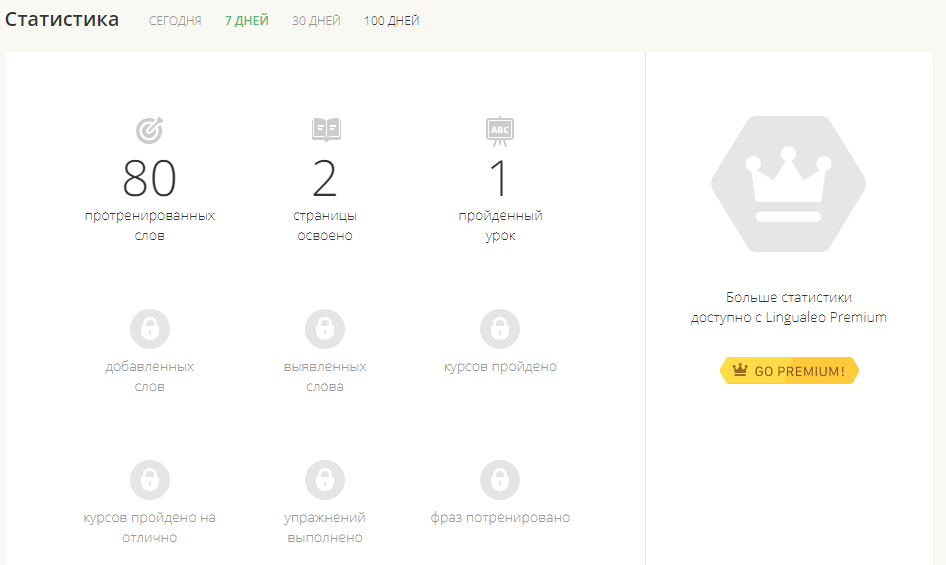 Статистика СЕГОДНЯ 7 ДНЕЙ 30 ДНЕЙ 100 ДНЕЙ
80
протренированных
слов
2
страницы
освоено
ABC
1
пройденный
урок
добавленных
слов
выявленных
слова
курсов пройдено
курсов пройдено на
отлично
упражнений
выполнено
фраз потренировано
Больше статистики
доступно с Lingualeo Premium
GO PREMIUM!